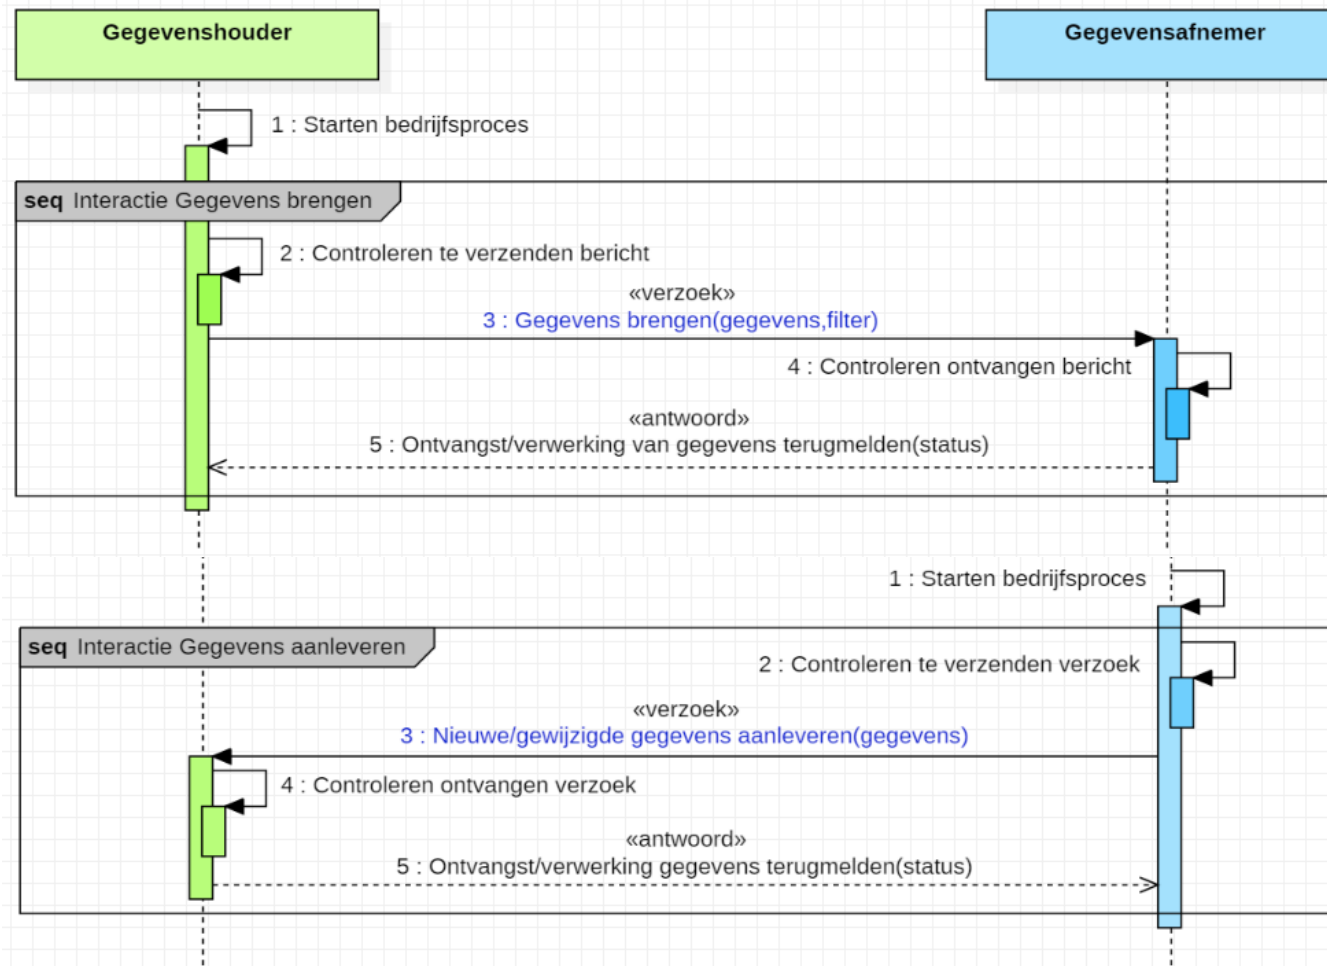 Gegevenshouder
Gegevensafnemer
1 : Starten bedrijfsproces
seq Interactie Gegevens brengen
2 : Controleren te verzenden bericht
«verzoek»
3 : Gegevens brengen(gegevens,filter)
4 : Controleren ontvangen bericht
«antwoord»
5 : Ontvangst/verwerking van gegevens terugmelden(status)
1 : Starten bedrijfsproces
seq Interactie Gegevens aanleveren
2 : Controleren te verzenden verzoek
«verzoek»
3 : Nieuwe/gewijzigde gegevens aanleveren(gegevens)
4 : Controleren ontvangen verzoek
«antwoord»
5 : Ontvangst/verwerking gegevens terugmelden(status)